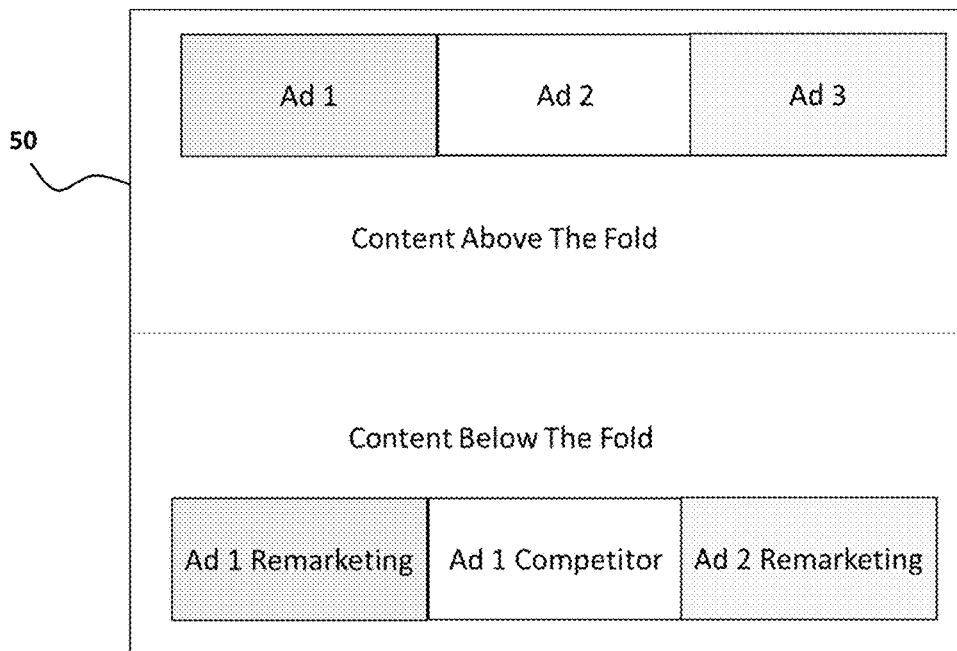 Ad 1 Ad 2 Ad 3
50
Content Above The Fold
Content Below The Fold
Ad 1 Remarketing Ad 1 Competitor Ad 2 Remarketing